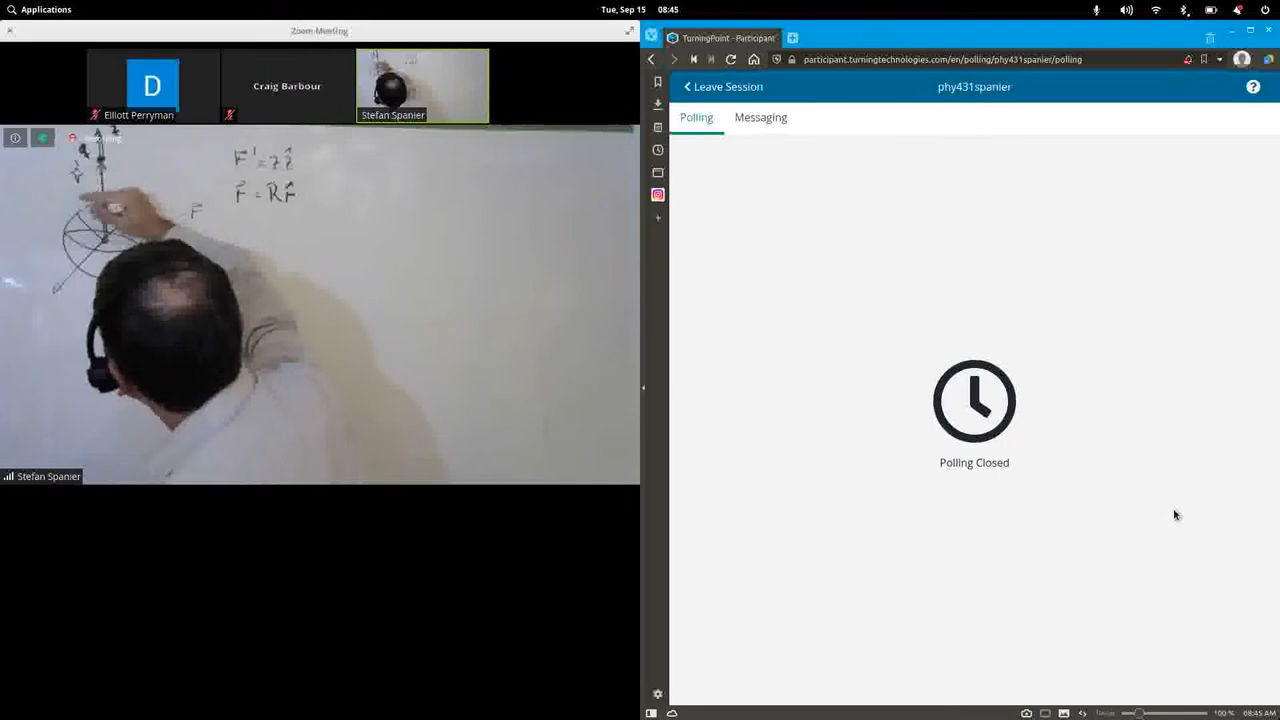 Applications
Tue, Sep 15 08:45
Zoom Meeting
D
Elliott Perryman
Craig Barbour
Stefan Spanier
Stefan Spanier
TurningPoint - Participant
participant.turningtechnologies.com/en/polling/phy431spanier/polling
Leave Session
phy431spanier
?
Polling
Messaging
Polling Closed
100 %
08:45 AM